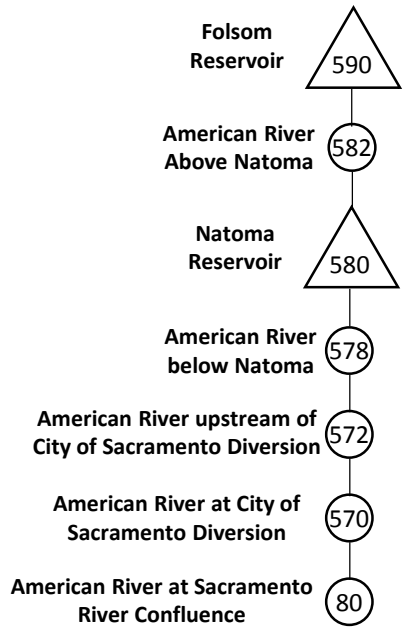 Folsom
Reservoir
590
American River
Above Natoma
582
Natoma
Reservoir
580
American River
below Natoma
578
American River upstream of
City of Sacramento Diversion
572
American River at City of
Sacramento Diversion
570
American River at Sacramento
River Confluence
80